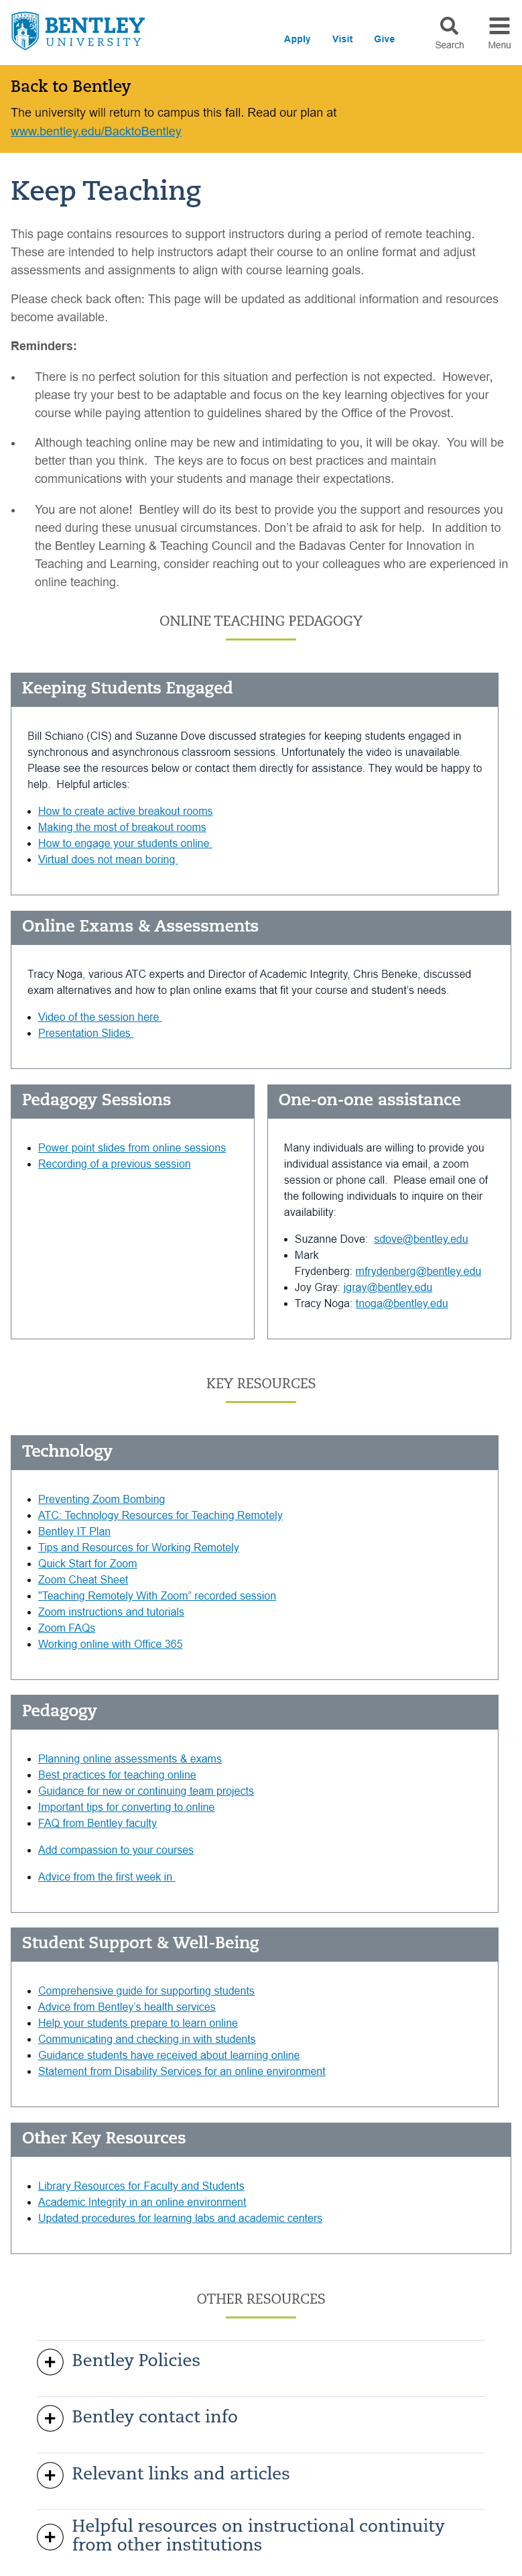 BENTLEY
UNIVERSITY
Apply
Visit
Give
Search
Menu
Back to Bentley
The university will return to campus this fall. Read our plan at
www.bentley.edu/BacktoBentley
Keep Teaching
This page contains resources to support instructors during a period of remote teaching.
These are intended to help instructors adapt their course to an online format and adjust
assessments and assignments to align with course learning goals.
Please check back often: This page will be updated as additional information and resources
become available.
Reminders:
• There is no perfect solution for this situation and perfection is not expected.  However,
please try your best to be adaptable and focus on the key learning objectives for your
course while paying attention to guidelines shared by the Office of the Provost.
• Although teaching online may be new and intimidating to you, it will be okay.  You will be
better than you think.  The keys are to focus on best practices and maintain
communications with your students and manage their expectations.
• You are not alone!  Bentley will do its best to provide you the support and resources you
need during these unusual circumstances. Don’t be afraid to ask for help.  In addition to
the Bentley Learning & Teaching Council and the Badavas Center for Innovation in
Teaching and Learning, consider reaching out to your colleagues who are experienced in
online teaching.
ONLINE TEACHING PEDAGOGY
Keeping Students Engaged
Bill Schiano (CIS) and Suzanne Dove discussed strategies for keeping students engaged in
synchronous and asynchronous classroom sessions. Unfortunately the video is unavailable.
Please see the resources below or contact them directly for assistance. They would be happy to
help.  Helpful articles:
• How to create active breakout rooms
• Making the most of breakout rooms
• How to engage your students online
• Virtual does not mean boring
Online Exams & Assessments
Tracy Noga, various ATC experts and Director of Academic Integrity, Chris Beneke, discussed
exam alternatives and how to plan online exams that fit your course and student’s needs.
• Video of the session here
• Presentation Slides
Pedagogy Sessions
• Power point slides from online sessions
• Recording of a previous session
One-on-one assistance
Many individuals are willing to provide you
individual assistance via email, a zoom
session or phone call.  Please email one of
the following individuals to inquire on their
availability:
• Suzanne Dove:  sdove@bentley.edu
• Mark
Frydenberg: mfrydenberg@bentley.edu
• Joy Gray: jgray@bentley.edu
• Tracy Noga: tnoga@bentley.edu
KEY RESOURCES
Technology
• Preventing Zoom Bombing
• ATC: Technology Resources for Teaching Remotely
• Bentley IT Plan
• Tips and Resources for Working Remotely
• Quick Start for Zoom
• Zoom Cheat Sheet
• "Teaching Remotely With Zoom" recorded session
• Zoom instructions and tutorials
• Zoom FAQs
• Working online with Office 365
Pedagogy
• Planning online assessments & exams
• Best practices for teaching online
• Guidance for new or continuing team projects
• Important tips for converting to online
• FAQ from Bentley faculty
• Add compassion to your courses
• Advice from the first week in
Student Support & Well-Being
• Comprehensive guide for supporting students
• Advice from Bentley’s health services
• Help your students prepare to learn online
• Communicating and checking in with students
• Guidance students have received about learning online
• Statement from Disability Services for an online environment
Other Key Resources
• Library Resources for Faculty and Students
• Academic Integrity in an online environment
• Updated procedures for learning labs and academic centers
OTHER RESOURCES
Bentley Policies
Bentley contact info
Relevant links and articles
Helpful resources on instructional continuity
from other institutions